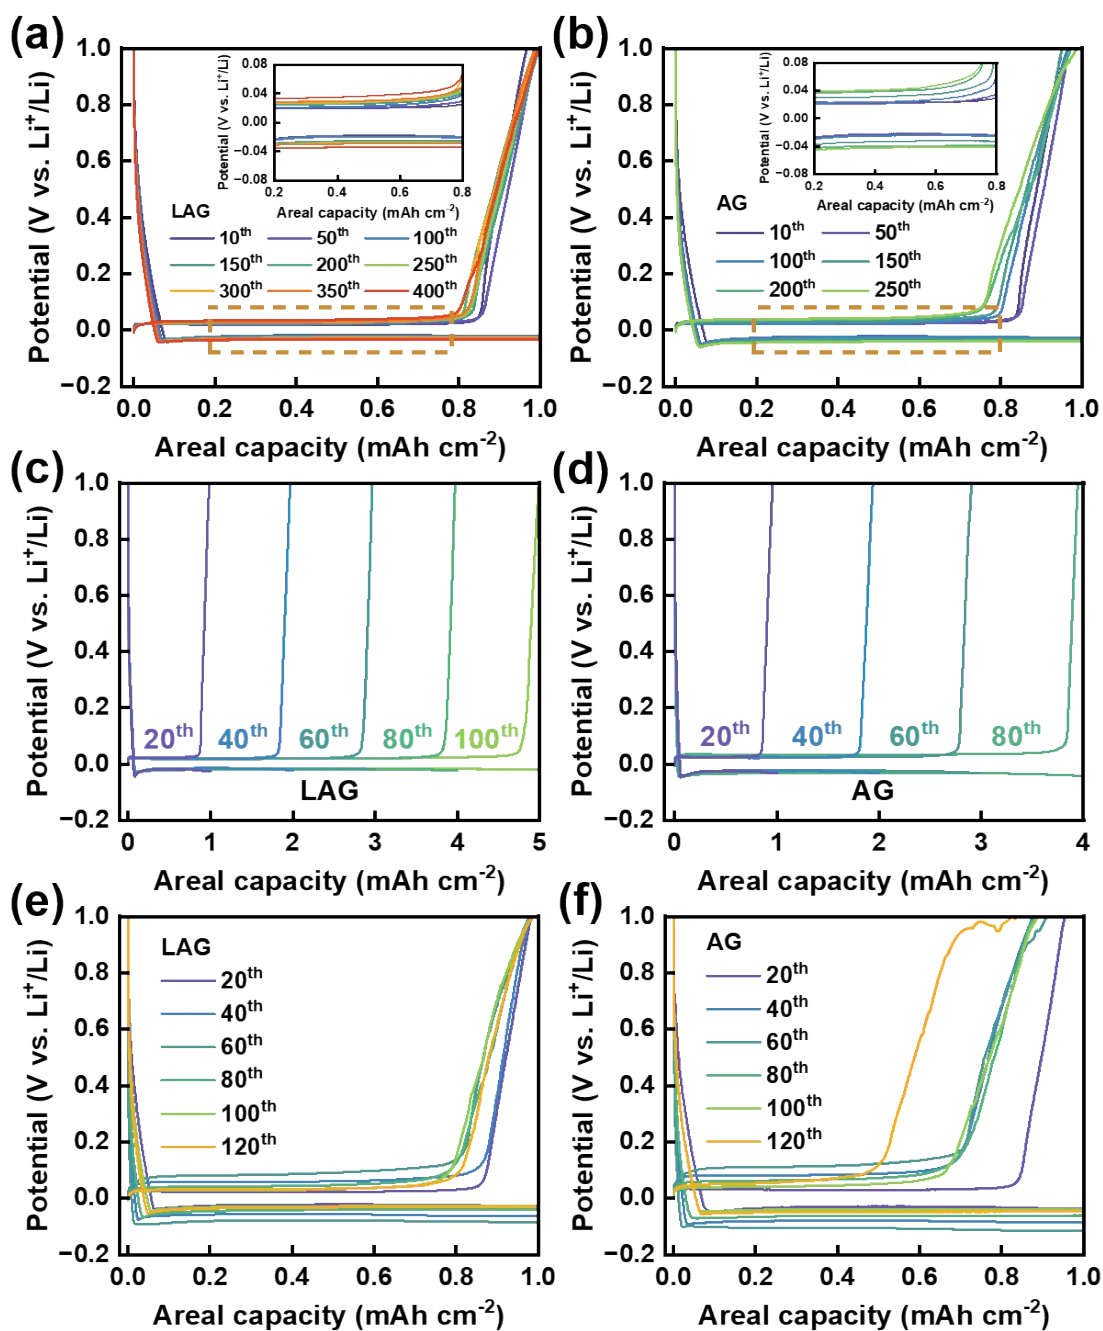 (a)
Potential (V vs. Li⁺/Li)
1.0
0.8
0.6
0.4
0.2
0.0
−0.2
0.0 0.2 0.4 0.6 0.8 1.0
Areal capacity (mAh cm⁻²)
Potential (V vs. Li⁺/Li)
0.08
0.04
0.00
−0.04
−0.08
0.2 0.4 0.6 0.8
Areal capacity (mAh cm⁻²)
LAG
10ᵗʰ 50ᵗʰ 100ᵗʰ
150ᵗʰ 200ᵗʰ 250ᵗʰ
300ᵗʰ 350ᵗʰ 400ᵗʰ
(b)
Potential (V vs. Li⁺/Li)
1.0
0.8
0.6
0.4
0.2
0.0
−0.2
0.0 0.2 0.4 0.6 0.8 1.0
Areal capacity (mAh cm⁻²)
Potential (V vs. Li⁺/Li)
0.08
0.04
0.00
−0.04
−0.08
0.2 0.4 0.6 0.8
Areal capacity (mAh cm⁻²)
AG
10ᵗʰ 50ᵗʰ
100ᵗʰ 150ᵗʰ
200ᵗʰ 250ᵗʰ
(c)
Potential (V vs. Li⁺/Li)
1.0
0.8
0.6
0.4
0.2
0.0
−0.2
20ᵗʰ 40ᵗʰ 60ᵗʰ 80ᵗʰ 100ᵗʰ
LAG
0 1 2 3 4 5
Areal capacity (mAh cm⁻²)
(d)
Potential (V vs. Li⁺/Li)
1.0
0.8
0.6
0.4
0.2
0.0
−0.2
20ᵗʰ 40ᵗʰ 60ᵗʰ 80ᵗʰ
AG
0 1 2 3 4
Areal capacity (mAh cm⁻²)
(e)
Potential (V vs. Li⁺/Li)
1.0
0.8
0.6
0.4
0.2
0.0
−0.2
LAG
20ᵗʰ
40ᵗʰ
60ᵗʰ
80ᵗʰ
100ᵗʰ
120ᵗʰ
0.0 0.2 0.4 0.6 0.8 1.0
Areal capacity (mAh cm⁻²)
(f)
Potential (V vs. Li⁺/Li)
1.0
0.8
0.6
0.4
0.2
0.0
−0.2
AG
20ᵗʰ
40ᵗʰ
60ᵗʰ
80ᵗʰ
100ᵗʰ
120ᵗʰ
0.0 0.2 0.4 0.6 0.8 1.0
Areal capacity (mAh cm⁻²)